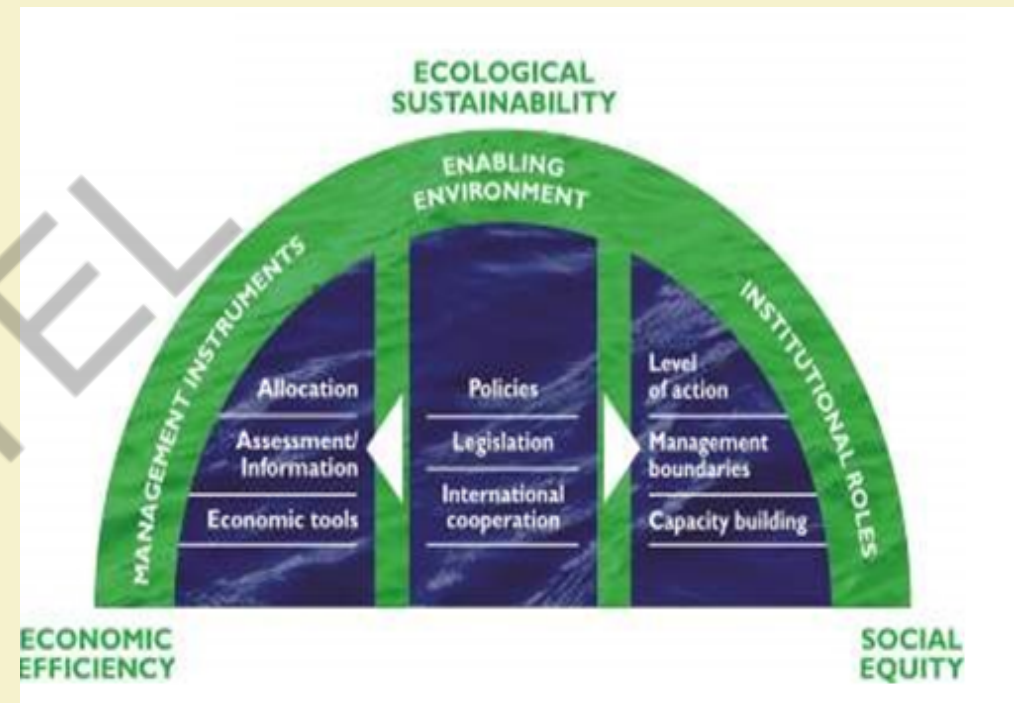 ECOLOGICAL
SUSTAINABILITY
ENABLING
ENVIRONMENT
MANAGEMENT INSTRUMENTS
INSTITUTIONAL ROLES
Allocation
Assessment/
Information
Economic tools
Policies
Legislation
International
cooperation
Level
of action
Management
boundaries
Capacity building
ECONOMIC
EFFICIENCY
SOCIAL
EQUITY